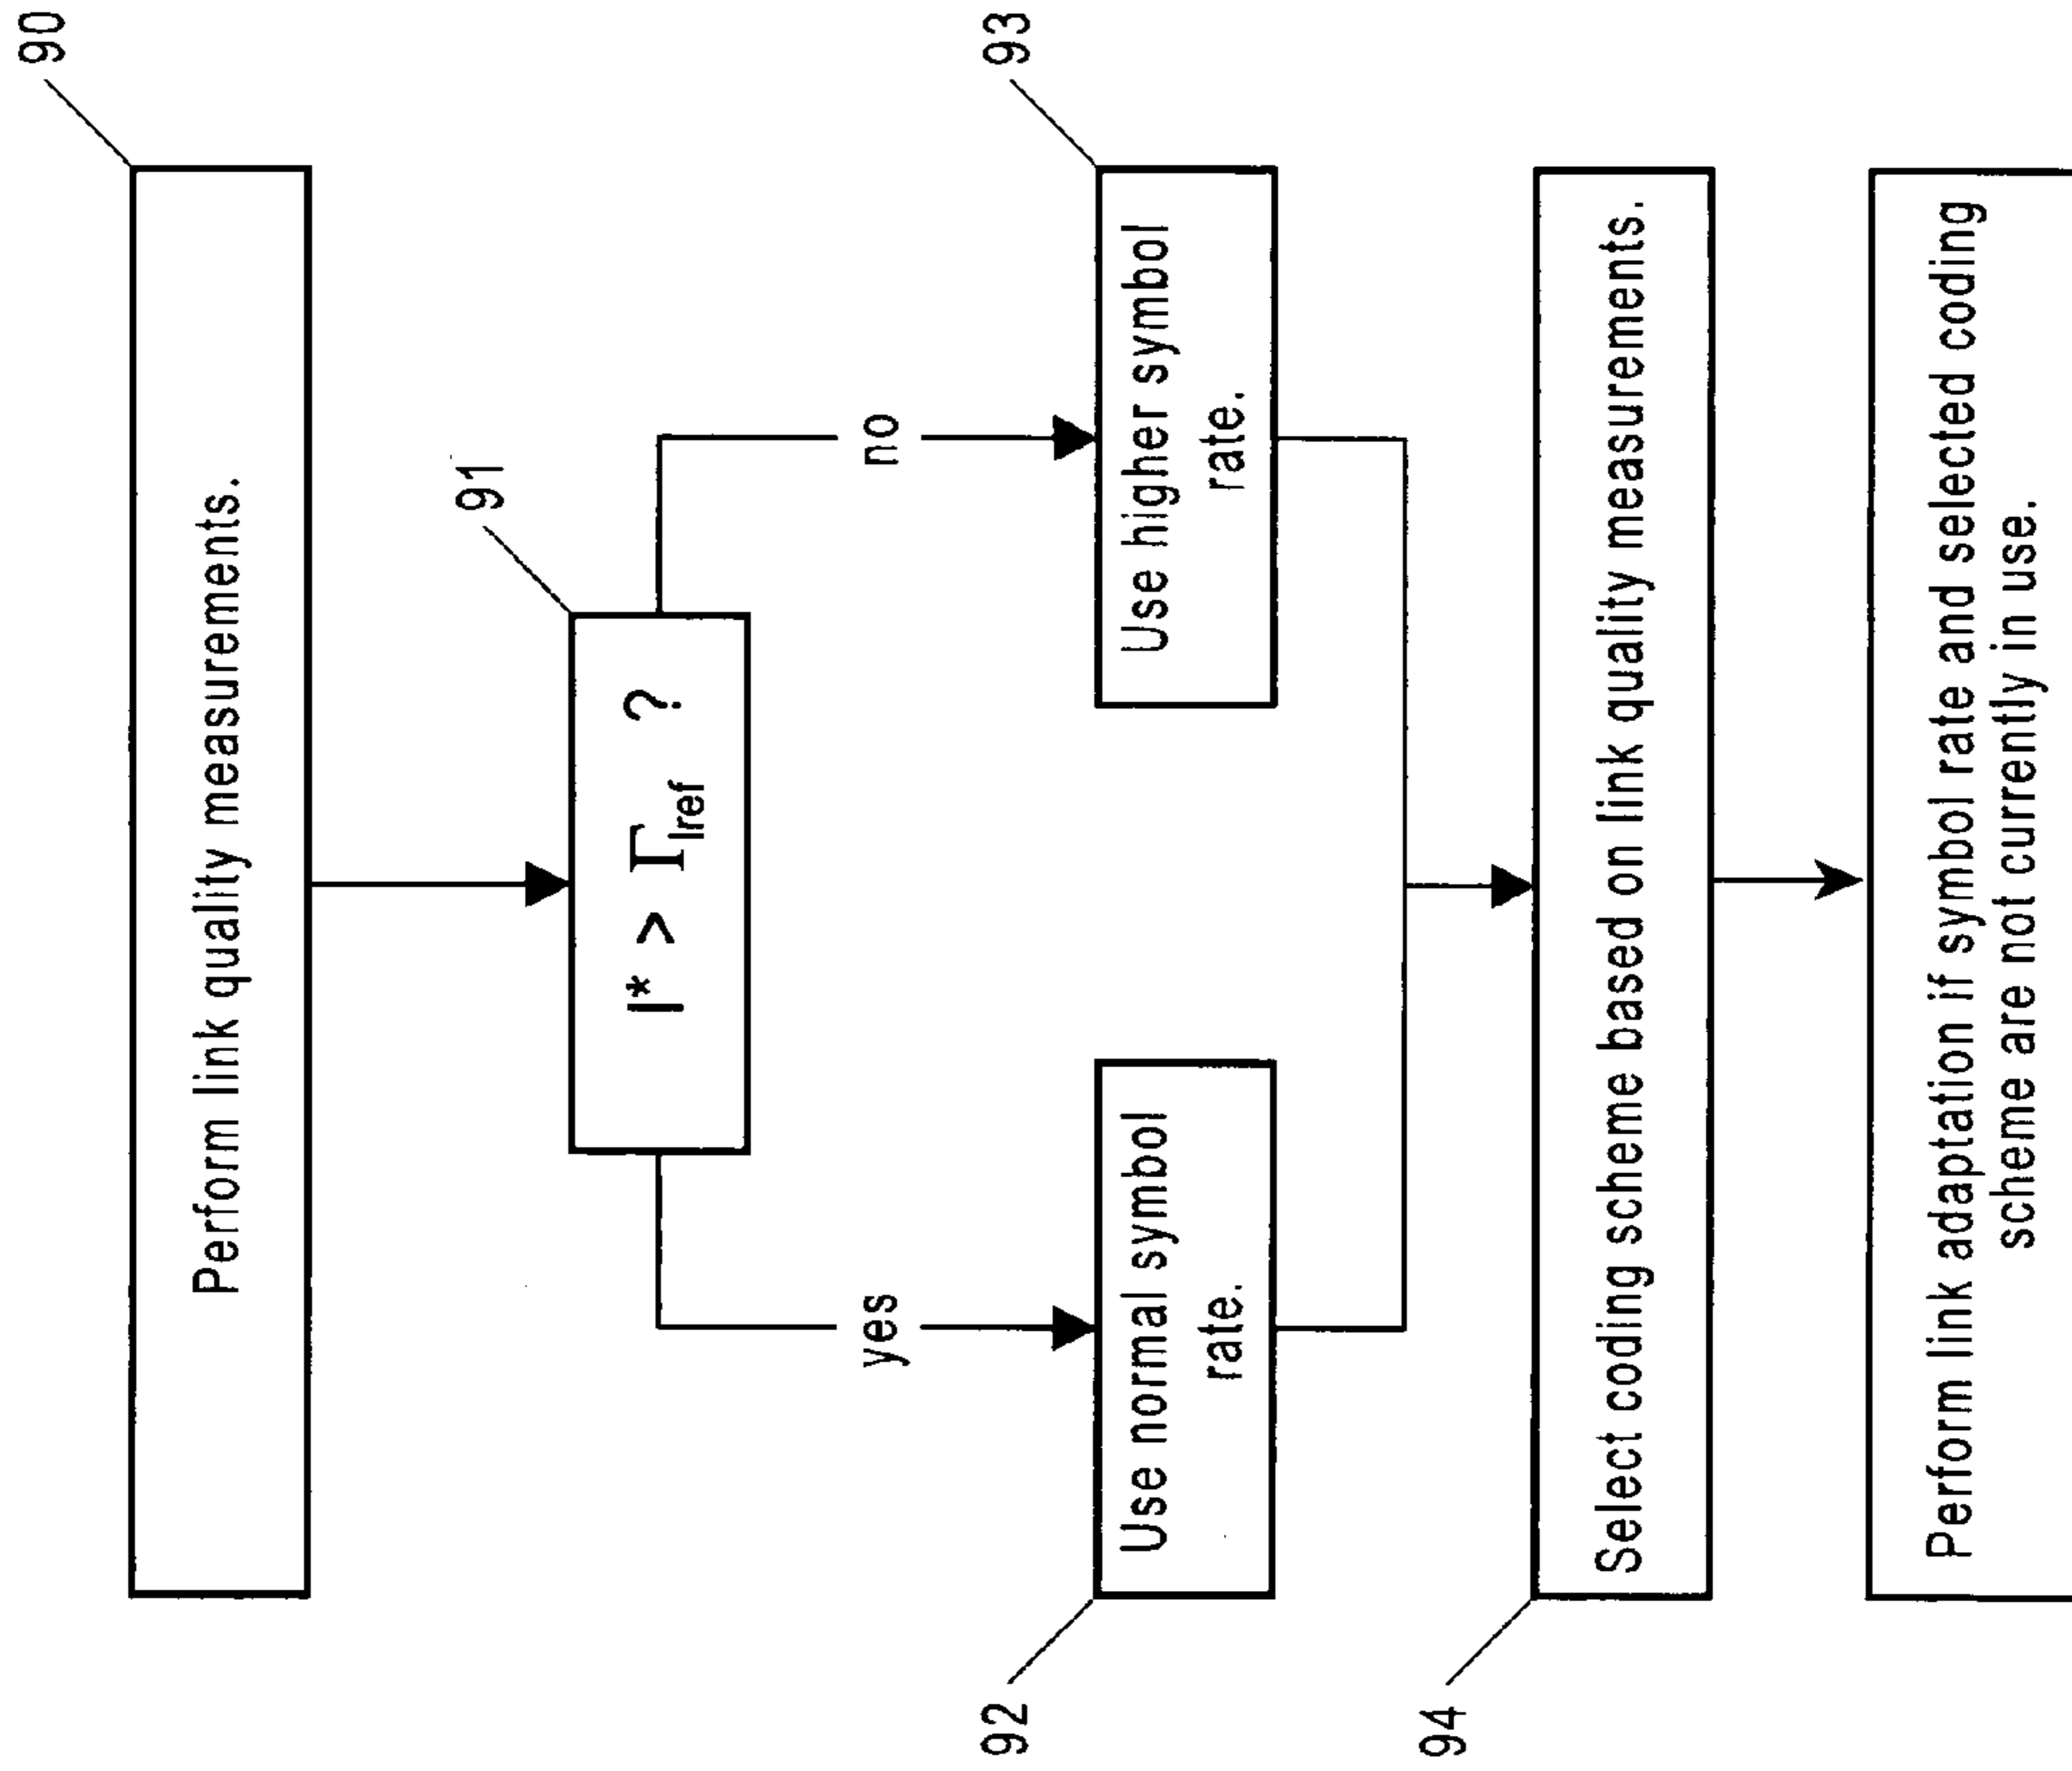 90
Perform link quality measurements.
91
I* > ΓIref ?
yes
no
92
Use normal symbol
rate.
93
Use higher symbol
rate.
94
Select coding scheme based on link quality measurements.
Perform link adaptation if symbol rate and selected coding
scheme are not currently in use.